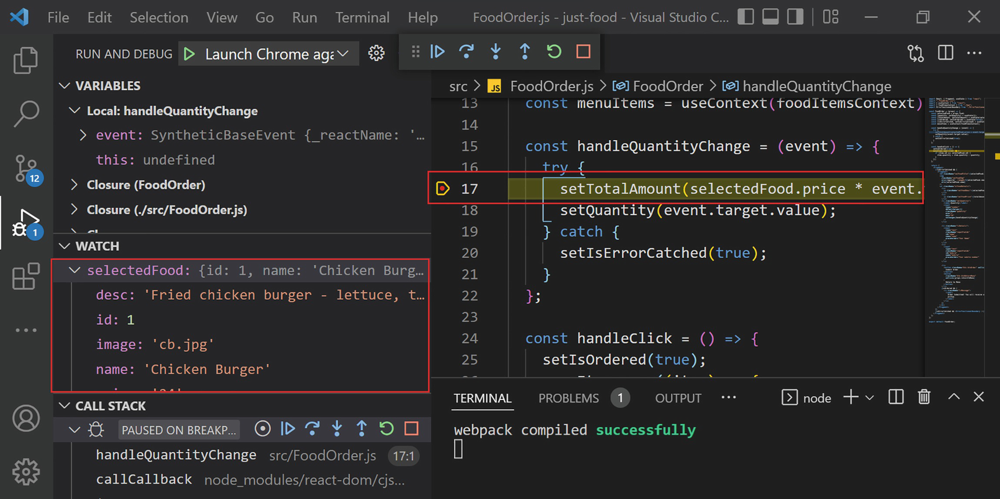 File Edit Selection View Go Run Terminal Help FoodOrder.js - just-food - Visual Studio C...
RUN AND DEBUG Launch Chrome aga
VARIABLES
Local: handleQuantityChange
event: SyntheticBaseEvent {_reactName: '...
this: undefined
Closure (FoodOrder)
Closure (./src/FoodOrder.js)
12
1
WATCH
selectedFood: {id: 1, name: 'Chicken Burg...
desc: 'Fried chicken burger - lettuce, t...
id: 1
image: 'cb.jpg'
name: 'Chicken Burger'
CALL STACK
PAUSED ON BREAKP...
handleQuantityChange src/FoodOrder.js 17:1
callCallback node_modules/react-dom/cjs...
src > JS FoodOrder.js > FoodOrder > handleQuantityChange
13 const menuItems = useContext(foodItemsContext)
14
15 const handleQuantityChange = (event) => {
16 try {
17 setTotalAmount(selectedFood.price * event.
18 setQuantity(event.target.value);
19 } catch {
20 setIsErrorCatched(true);
21 }
22 };
23
24 const handleClick = () => {
25 setIsOrdered(true);
TERMINAL PROBLEMS 1 OUTPUT ... node
webpack compiled successfully